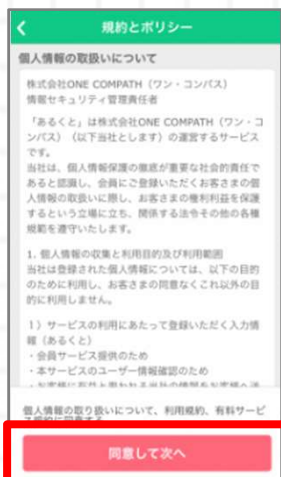 規約とポリシー
個人情報の取扱いについて
株式会社ONE COMPATH（ワン・コンパス）
情報セキュリティ管理責任者
「あるくと」は株式会社ONE COMPATH（ワン・コ
ンパス）（以下当社とします）の運営するサービス
です。
当社は、個人情報保護の徹底が重要な社会的責任で
あると認識し、会員にご登録いただくお客さまの個
人情報の取扱いに際し、お客さまの権利利益を保護
するという立場に立ち、関係する法令その他の各種
規範を遵守いたします。
1. 個人情報の収集と利用目的及び利用範囲
当社は登録された個人情報については、以下の目的
のために利用し、お客さまの同意なくこれ以外の目
的に利用しません。
1）サービスの利用にあたって登録いただく入力情
報（あるくと）
・会員サービス提供のため
・本サービスのユーザー情報確認のため
個人情報の取り扱いについて、利用規約、有料サービ
ス規約に同意する
同意して次へ